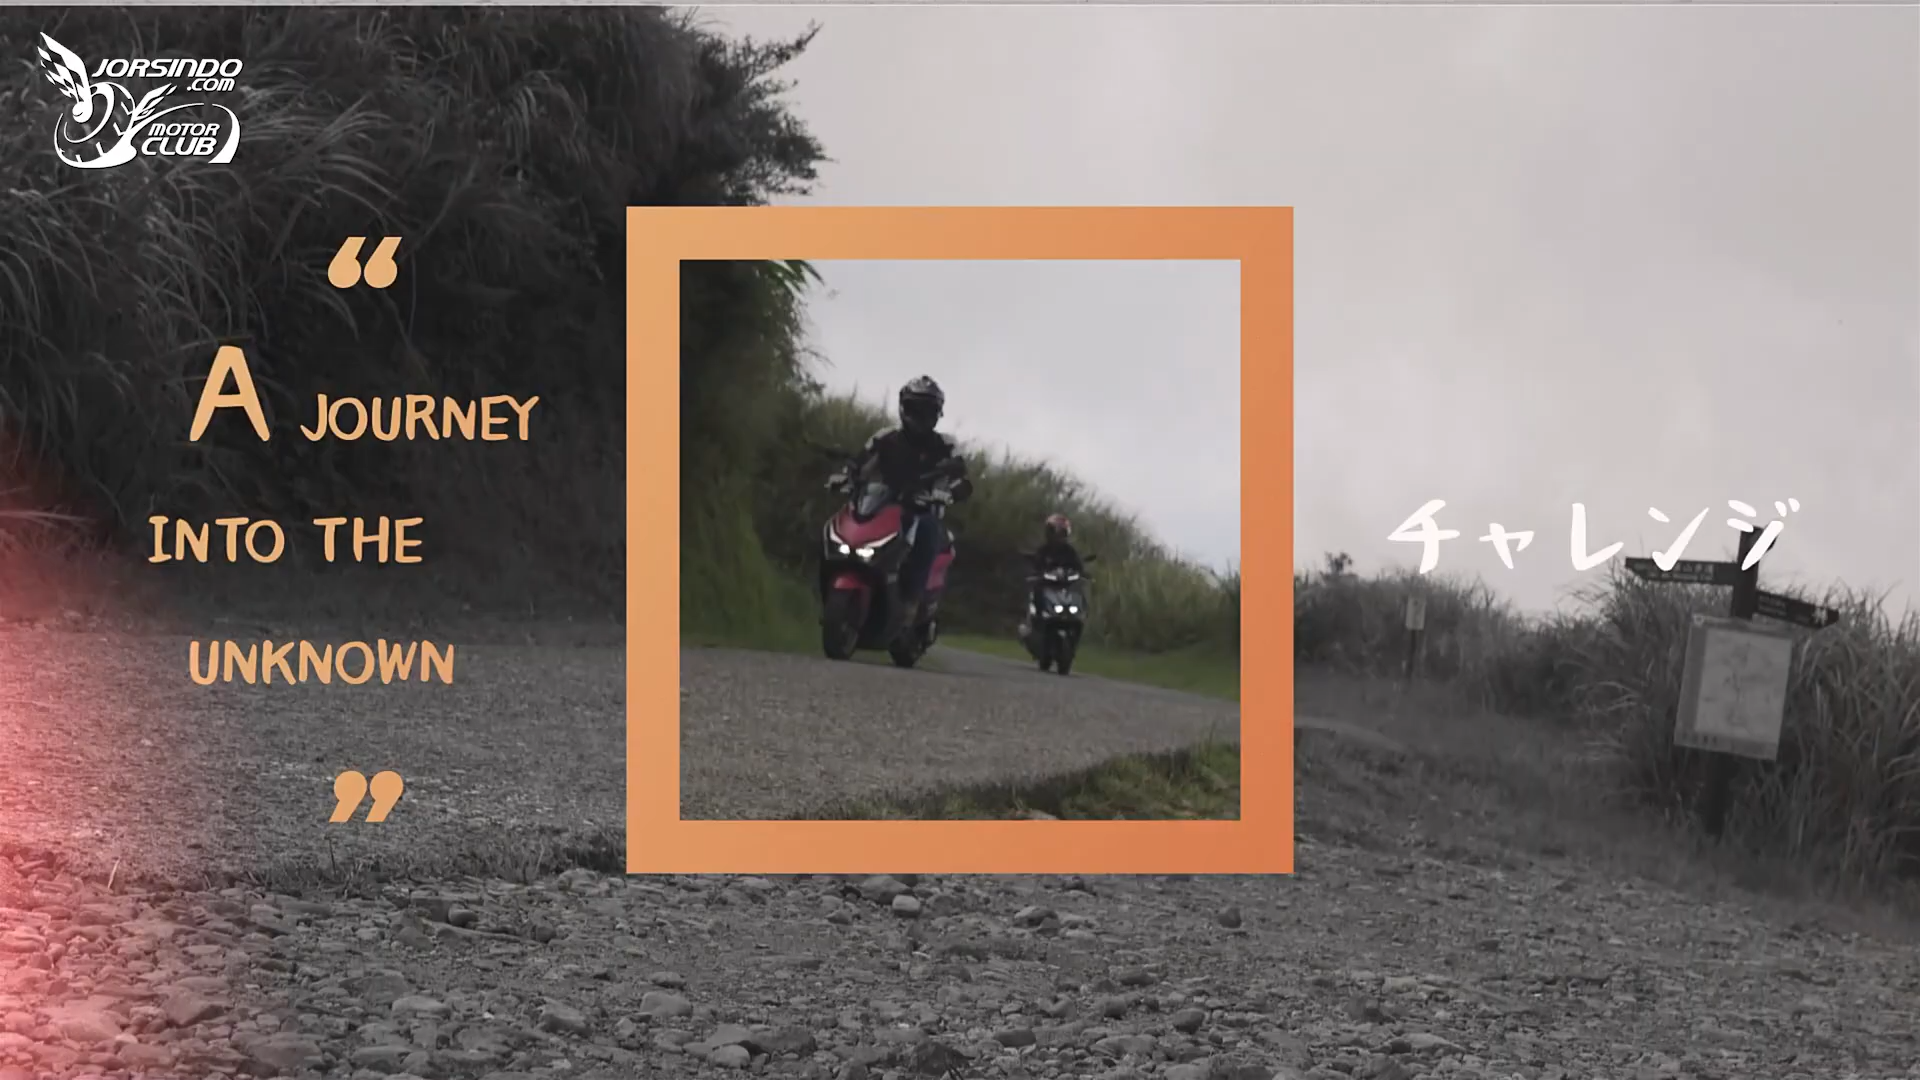 JORSINDO
.COM
MOTOR
CLUB
“
A JOURNEY
INTO THE
UNKNOWN
”
チャレンジ